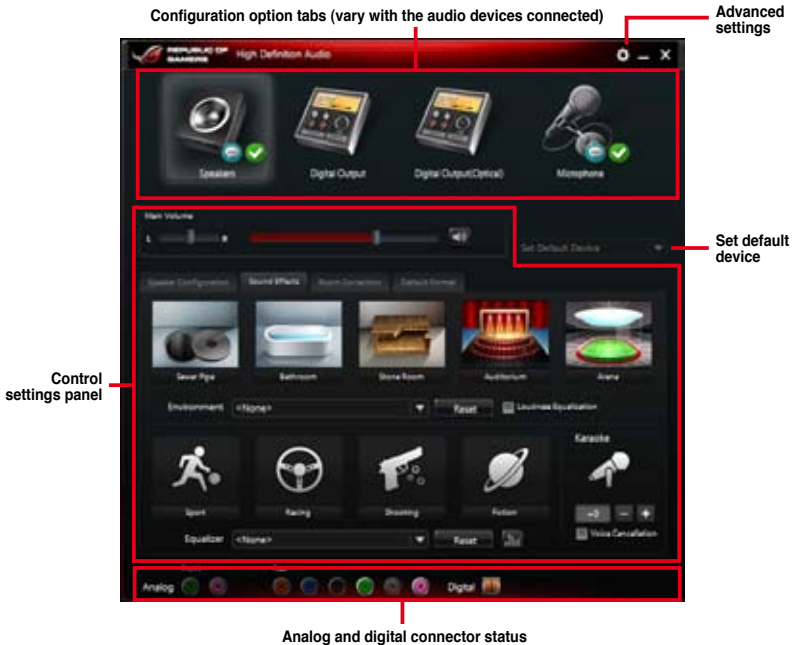 Configuration option tabs (vary with the audio devices connected)
Advanced
settings
REPUBLIC OF
GAMERS
High Definition Audio
Speakers
Digital Output
Digital Output(Optical)
Microphone
Main Volume
L
R
Set Default Device
Set default
device
Speaker Configuration
Sound Effects
Room Correction
Default Format
Control
settings panel
Sewer Pipe
Bathroom
Stone Room
Auditorium
Arena
Environment
<None>
Reset
Loudness Equalization
Karaoke
Sport
Racing
Shooting
Fiction
Equalizer
<None>
Reset
Voice Cancellation
Analog
Digital
Analog and digital connector status